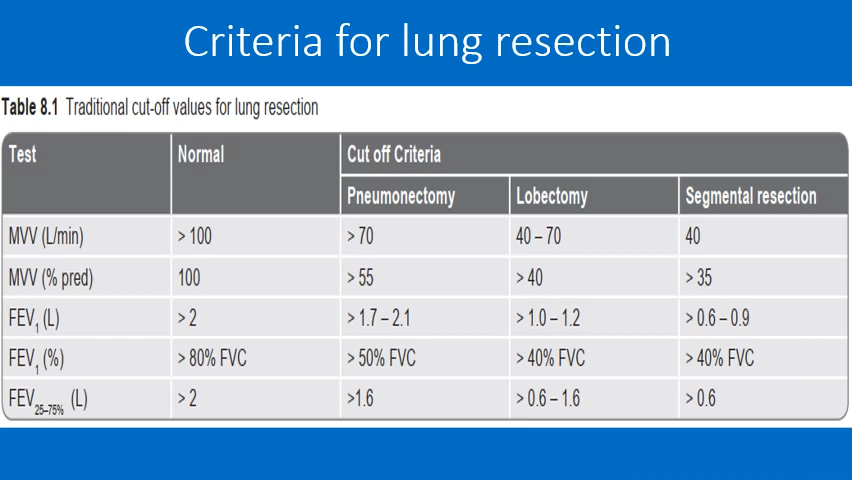 Criteria for lung resection
Table 8.1 Traditional cut-off values for lung resection
Test Normal Cut off Criteria
Pneumonectomy Lobectomy Segmental resection
MVV (L/min) > 100 > 70 40 – 70 40
MVV (% pred) 100 > 55 > 40 > 35
FEV1 (L) > 2 > 1.7 – 2.1 > 1.0 – 1.2 > 0.6 – 0.9
FEV1 (%) > 80% FVC > 50% FVC > 40% FVC > 40% FVC
FEV25–75% (L) > 2 >1.6 > 0.6 – 1.6 > 0.6